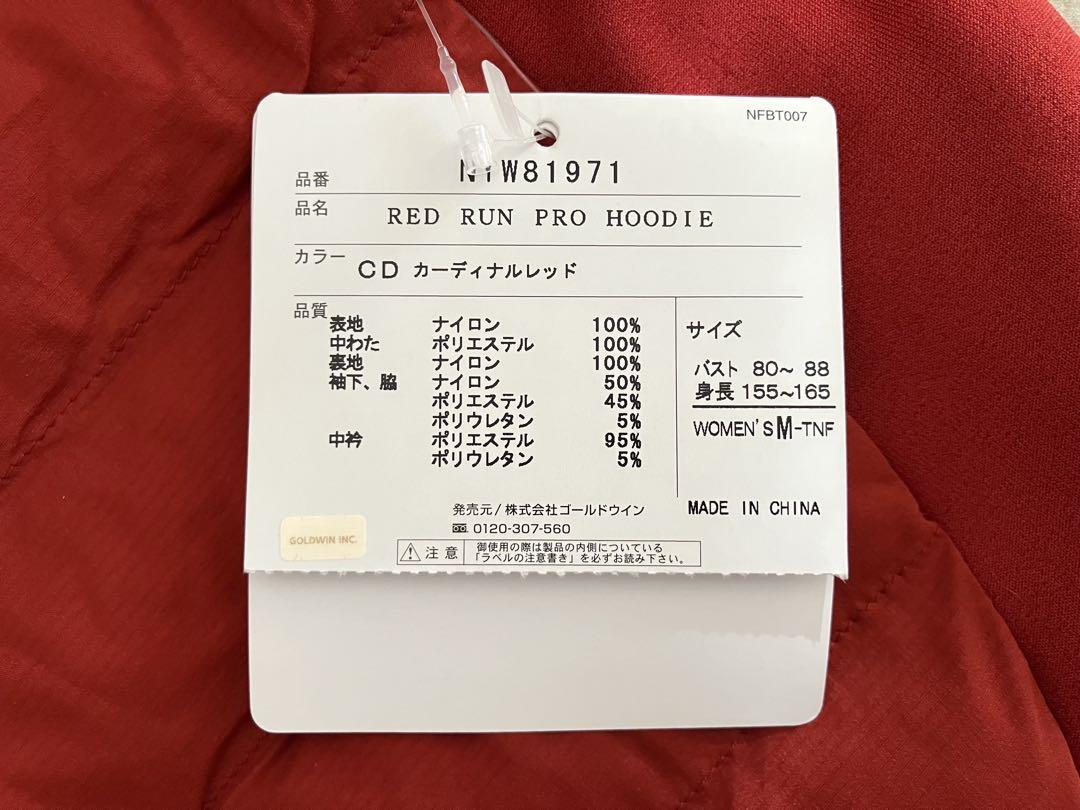 NFBT007
品番 NYW81971
品名 RED RUN PRO HOODIE
カラー CD カーディナルレッド
品質
表地 ナイロン 100%
中わた ポリエステル 100%
裏地 ナイロン 100%
袖下、脇 ナイロン 50%
ポリエステル 45%
ポリウレタン 5%
中衿 ポリエステル 95%
ポリウレタン 5%
サイズ
バスト 80~ 88
身長 155~165
WOMEN'S M-TNF
MADE IN CHINA
発売元/株式会社ゴールドウイン
0120-307-560
GOLDWIN INC.
注意 御使用の際は製品の内側についている
「ラベルの注意書き」を必ずお読み下さい。